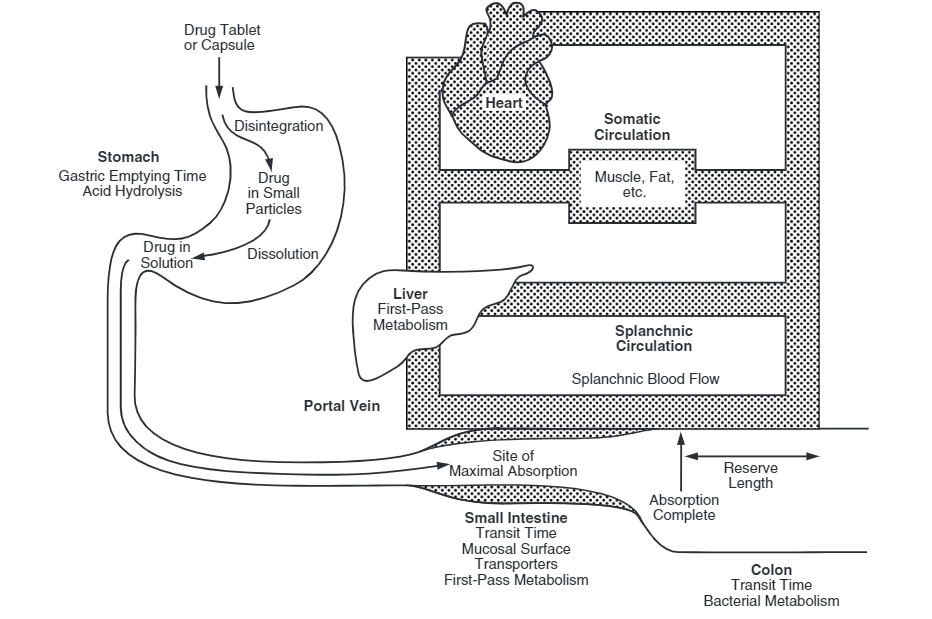 Drug Tablet
or Capsule
Disintegration
Stomach
Gastric Emptying Time
Acid Hydrolysis
Drug
in Small
Particles
Drug in
Solution
Dissolution
Heart
Somatic
Circulation
Muscle, Fat,
etc.
Liver
First-Pass
Metabolism
Splanchnic
Circulation
Splanchnic Blood Flow
Portal Vein
Site of
Maximal Absorption
Reserve
Length
Absorption
Complete
Small Intestine
Transit Time
Mucosal Surface
Transporters
First-Pass Metabolism
Colon
Transit Time
Bacterial Metabolism